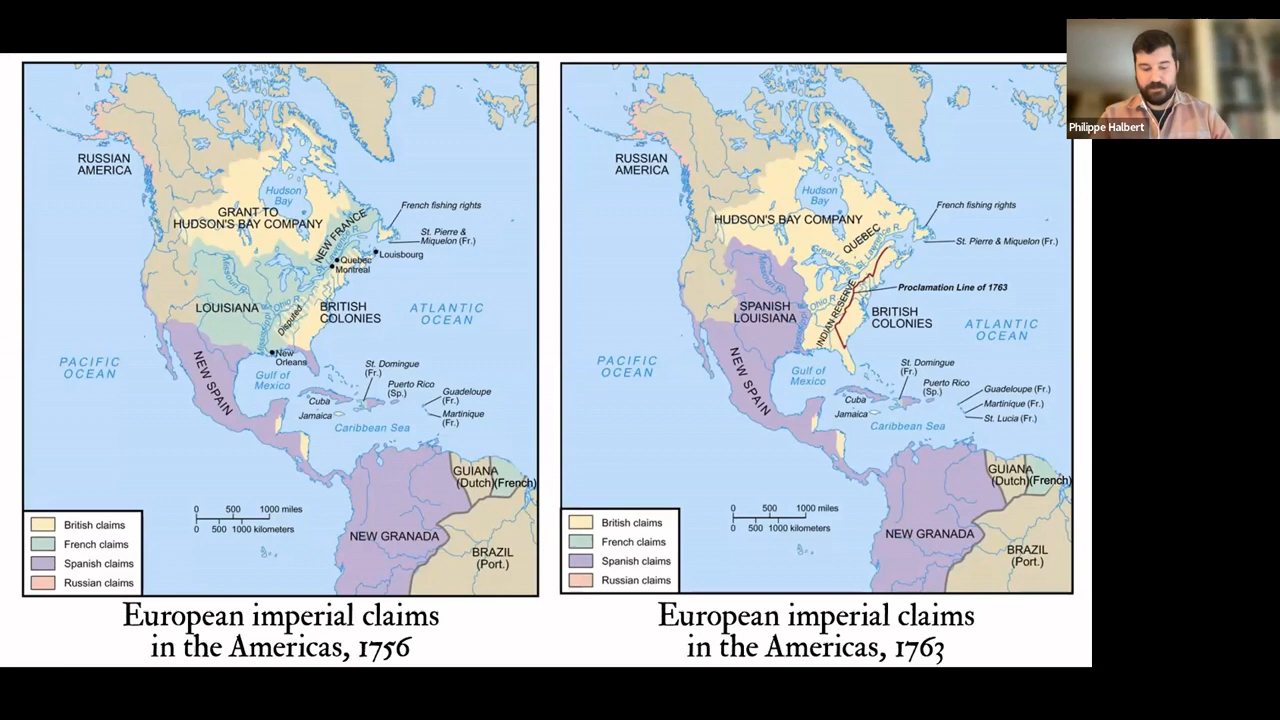 RUSSIAN
AMERICA
Hudson
Bay
GRANT TO
HUDSON'S BAY COMPANY
NEW FRANCE
French fishing rights
St. Pierre &
Miquelon (Fr.)
Louisbourg
Quebec
Montreal
Missouri R.
Ohio R.
LOUISIANA
Disputed
BRITISH
COLONIES
ATLANTIC
OCEAN
New
Orleans
PACIFIC
OCEAN
NEW SPAIN
Gulf of
Mexico
St. Domingue
(Fr.)
Puerto Rico
(Sp.)
Guadeloupe
(Fr.)
Cuba
Jamaica
Martinique
(Fr.)
Caribbean Sea
GUIANA
(Dutch)
(French)
0 500 1000 miles
0 500 1000 kilometers
NEW GRANADA
BRAZIL
(Port.)
British claims
French claims
Spanish claims
Russian claims
European imperial claims
in the Americas, 1756
RUSSIAN
AMERICA
Hudson
Bay
HUDSON'S BAY COMPANY
QUEBEC
French fishing rights
St. Pierre & Miquelon (Fr.)
St. Lawrence R.
Great Lakes
Missouri R.
Ohio R.
Proclamation Line of 1763
SPANISH
LOUISIANA
INDIAN RESERVE
BRITISH
COLONIES
ATLANTIC
OCEAN
PACIFIC
OCEAN
NEW SPAIN
Gulf of
Mexico
St. Domingue
(Fr.)
Puerto Rico
(Sp.)
Guadeloupe (Fr.)
Martinique (Fr.)
St. Lucia (Fr.)
Cuba
Jamaica
Caribbean Sea
GUIANA
(Dutch)
(French)
0 500 1000 miles
0 500 1000 kilometers
NEW GRANADA
BRAZIL
(Port.)
British claims
French claims
Spanish claims
Russian claims
European imperial claims
in the Americas, 1763
Philippe Halbert